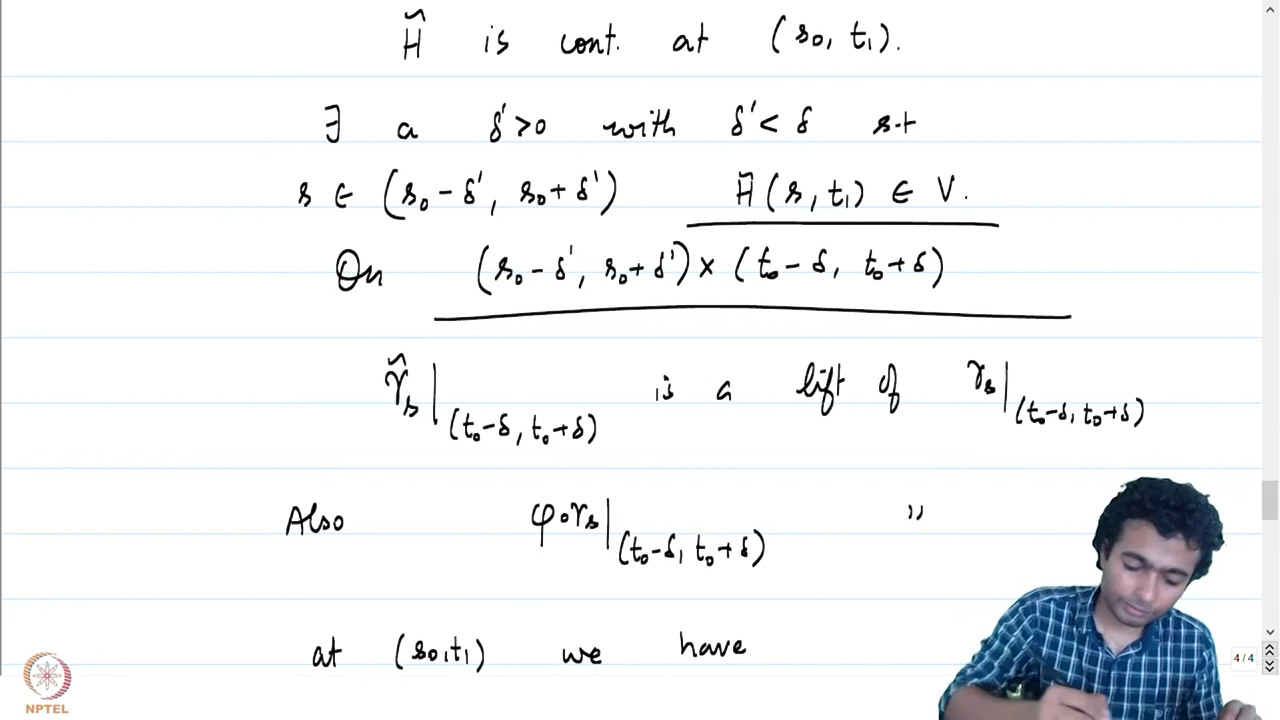 H̃ is cont. at (s₀, t₁).
∃ a δ' > 0 with δ' < δ s.t
s ∈ (s₀ - δ', s₀ + δ') H̃(s, t₁) ∈ V.
On (s₀ - δ', s₀ + δ') × (t₀ - δ, t₀ + δ)
γ̃ₛ|(t₀-δ, t₀+δ) is a lift of γₛ|(t₀-δ, t₀+δ)
Also φ∘γₛ|(t₀-δ, t₀+δ) "
at (s₀, t₁) we have
4 / 4
NPTEL